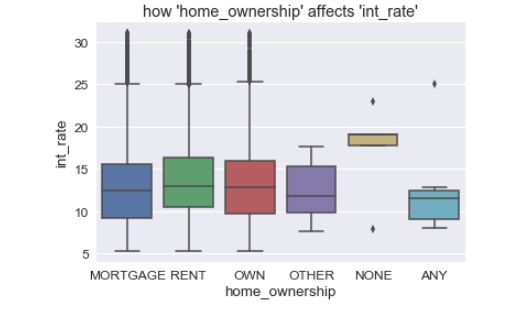 how 'home_ownership' affects 'int_rate'
30
25
20
15
10
5
int_rate
MORTGAGE RENT OWN OTHER NONE ANY
home_ownership